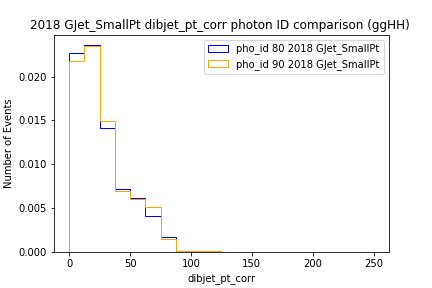 2018 GJet_SmallPt dibjet_pt_corr photon ID comparison (ggHH)
pho_id 80 2018 GJet_SmallPt
pho_id 90 2018 GJet_SmallPt
Number of Events
0.020
0.015
0.010
0.005
0.000
0 50 100 150 200 250
dibjet_pt_corr